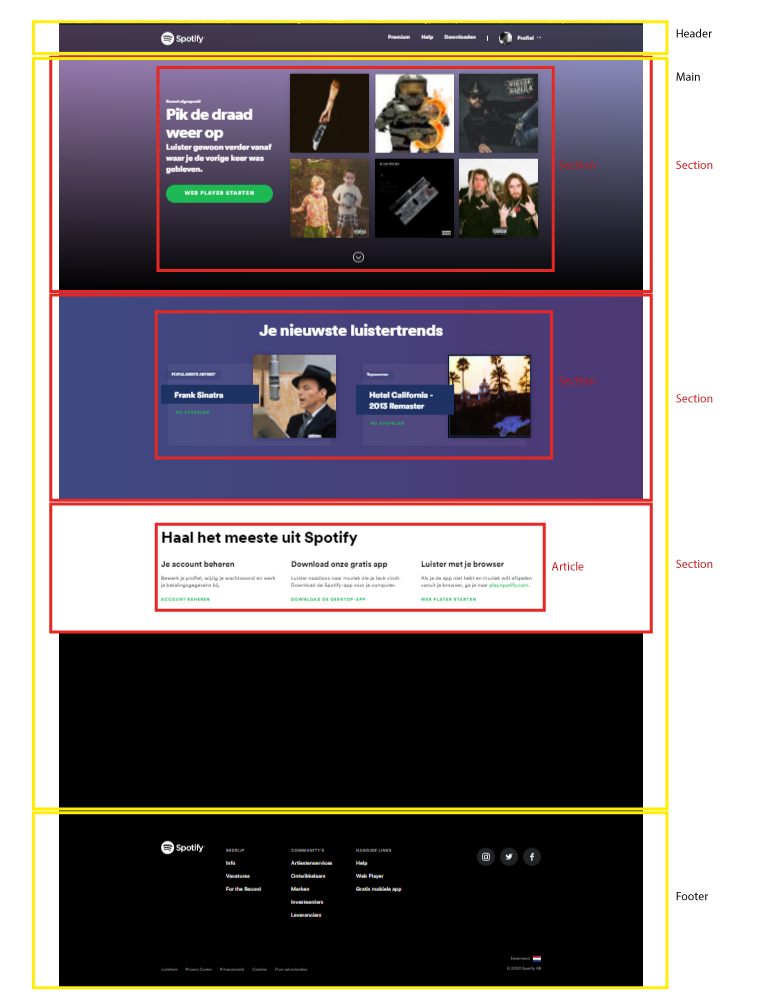 Spotify
Premium Help Downloaden | Profiel
Header
Main
Pik de draad
weer op
Luister gewoon verder vanaf
waar je de vorige keer was
gebleven.
WEB PLAYER STARTEN
Section
Section
Je nieuwste luistertrends
POPULAIRSTE ARTIEST
Frank Sinatra
NU AFSPELEN
Topnummer
Hotel California -
2013 Remaster
NU AFSPELEN
Section
Section
Haal het meeste uit Spotify
Je account beheren
Bewerk je profiel, wijzig je wachtwoord en werk
je betalingsgegevens bij.
ACCOUNT BEHEREN
Download onze gratis app
Luister naadloos naar muziek die je leuk vindt.
Download de Spotify-app voor je computer.
DOWNLOAD DE DESKTOP-APP
Luister met je browser
Als je de app niet hebt en muziek wilt afspelen
vanuit je browser, ga je naar play.spotify.com.
WEB PLAYER STARTEN
Article
Section
Spotify
BEDRIJF
Info
Vacatures
For the Record
COMMUNITY'S
Artiestenservices
Ontwikkelaars
Merken
Investeerders
Leveranciers
HANDIGE LINKS
Help
Web Player
Gratis mobiele app
Footer
Nederland
Juridisch Privacy Center Privacybeleid Cookies Over advertenties
© 2020 Spotify AB